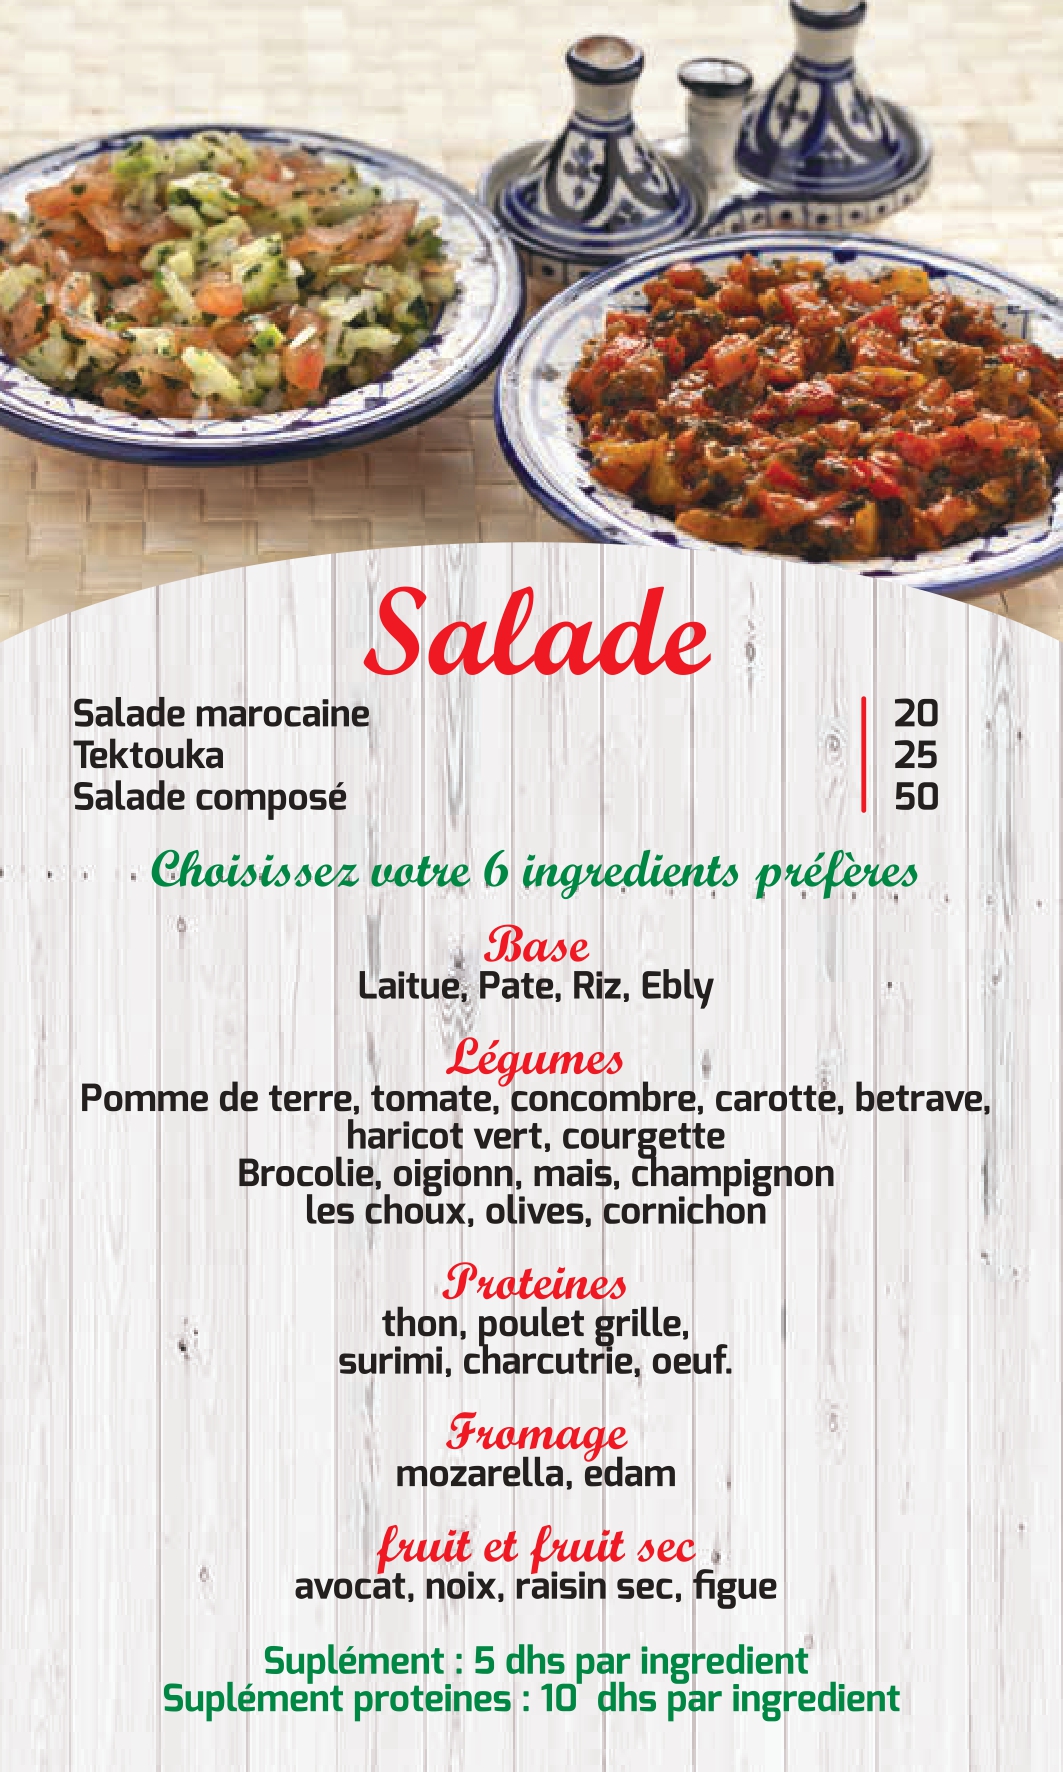 Salade
Salade marocaine 20
Tektouka 25
Salade composé 50
Choisissez votre 6 ingredients préfères
Base
Laitue, Pate, Riz, Ebly
Légumes
Pomme de terre, tomate, concombre, carotte, betrave,
haricot vert, courgette
Brocolie, oigionn, mais, champignon
les choux, olives, cornichon
Proteines
thon, poulet grille,
surimi, charcutrie, oeuf.
Fromage
mozarella, edam
fruit et fruit sec
avocat, noix, raisin sec, figue
Suplément : 5 dhs par ingredient
Suplément proteines : 10 dhs par ingredient